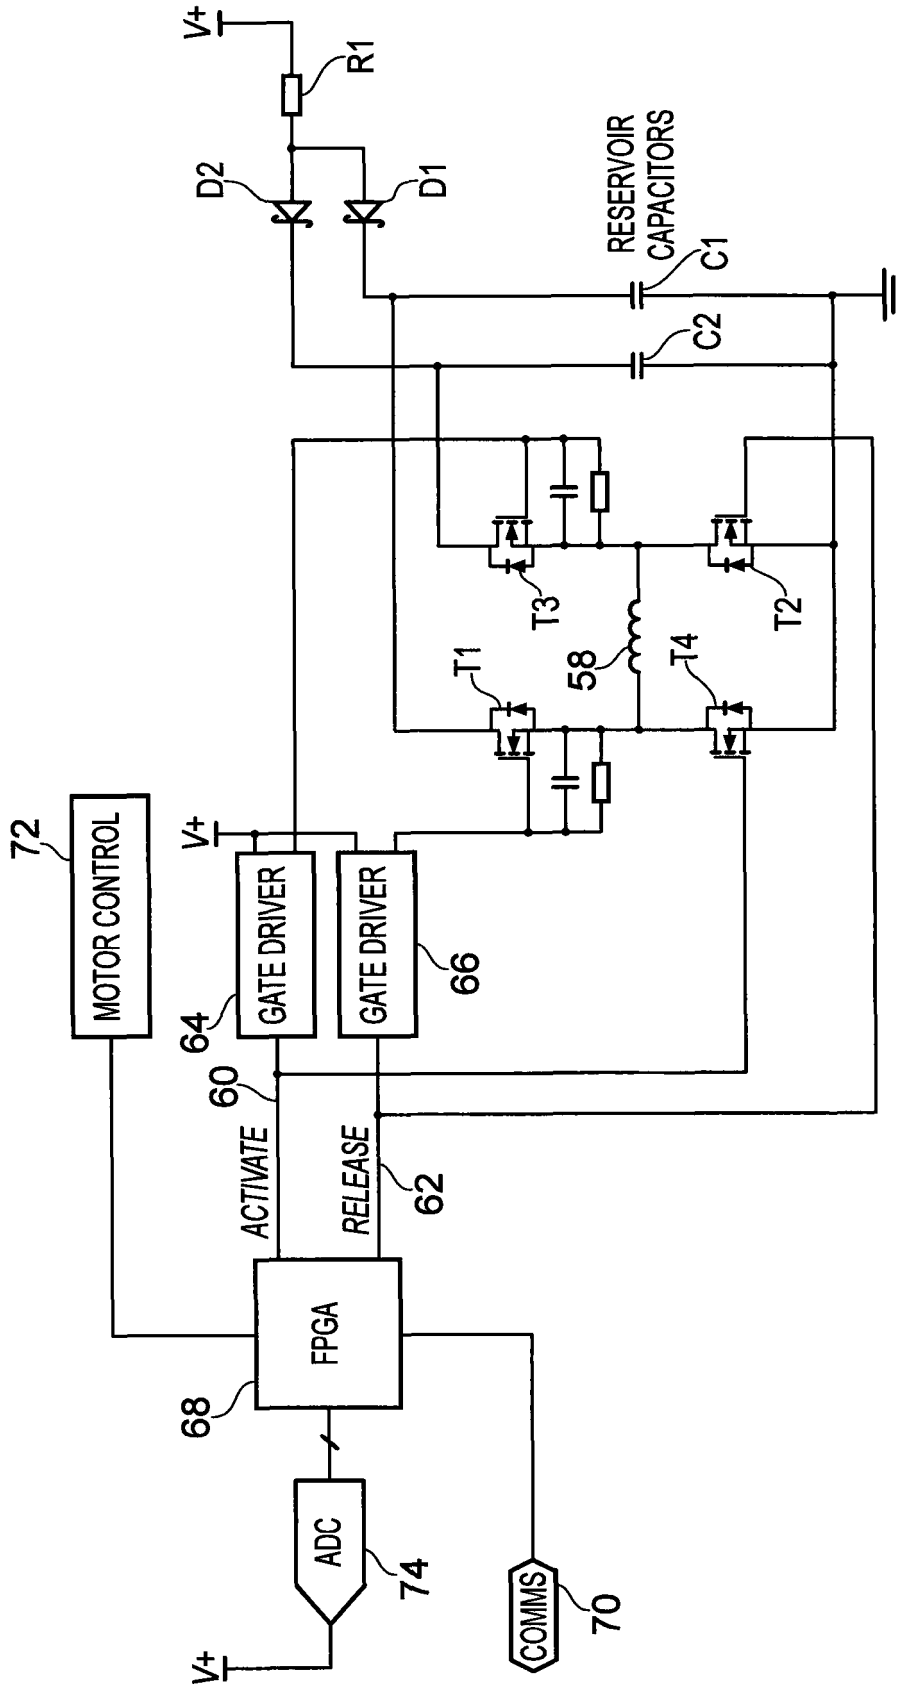 72
MOTOR CONTROL
V+
ADC
74
68
FPGA
COMMS
70
ACTIVATE
60
RELEASE
62
64
GATE DRIVER
GATE DRIVER
66
V+
T1
T3
58
T4
T2
D2
D1
R1
V+
RESERVOIR
CAPACITORS
C1
C2